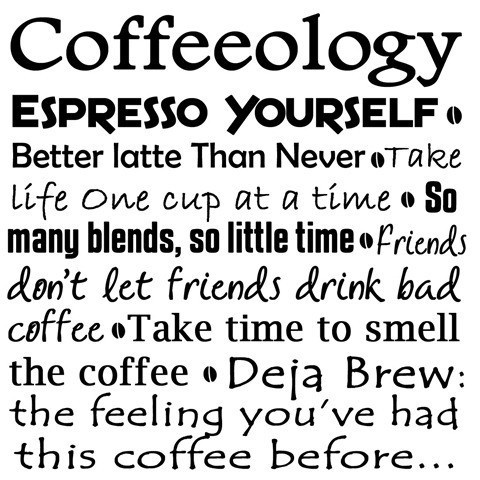 Coffeeology
ESPRESSO YOURSELF
Better latte Than Never Take
life One cup at a time So
many blends, so little time Friends
don't let friends drink bad
coffee Take time to smell
the coffee Deja Brew:
the feeling you've had
this coffee before...